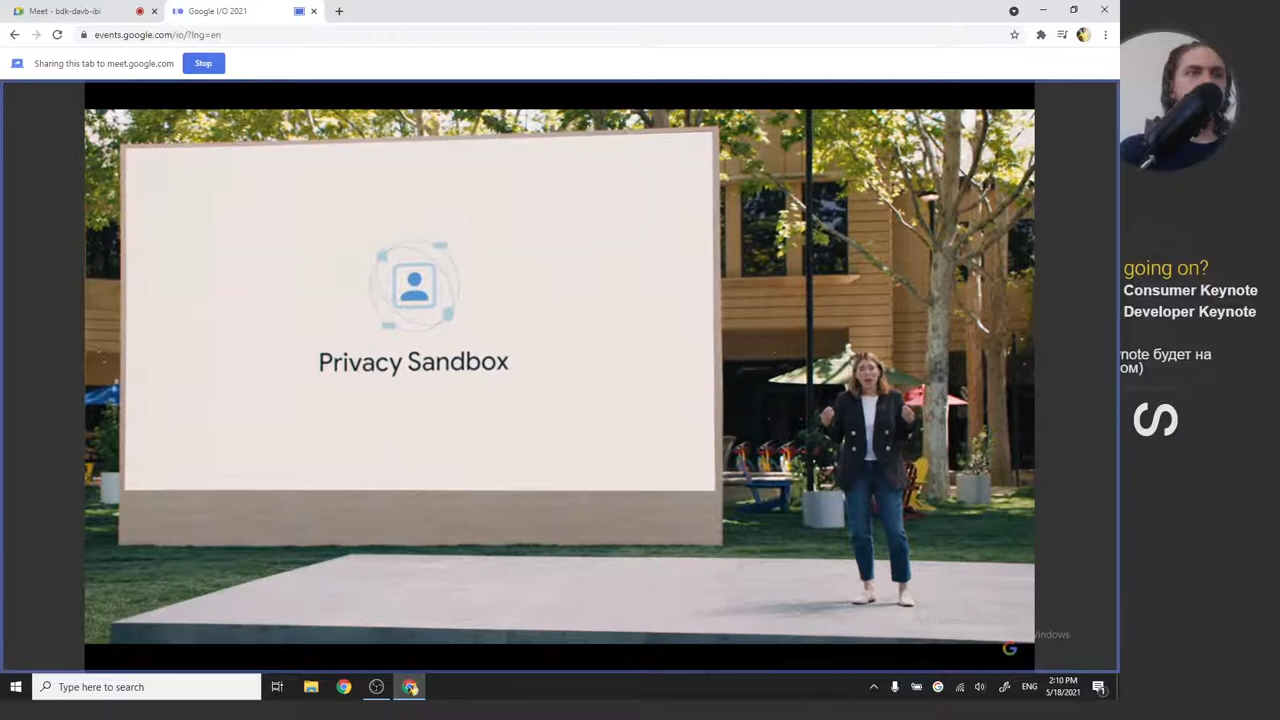 Meet - bdk-davb-ibi
Google I/O 2021
events.google.com/io/?lng=en
Sharing this tab to meet.google.com
Stop
Privacy Sandbox
going on?
Consumer Keynote
Developer Keynote
note будет на
ом)
S
Windows.
Type here to search
ENG
2:10 PM
5/18/2021